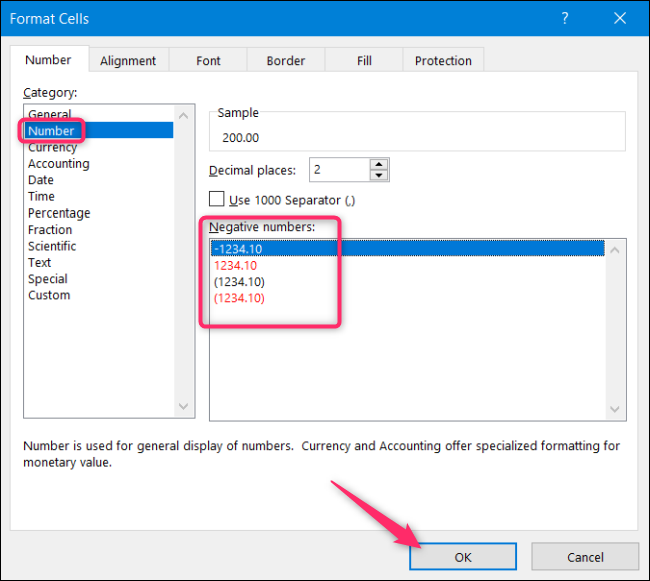 Format Cells
?
Number Alignment Font Border Fill Protection
Category:
General
Number
Currency
Accounting
Date
Time
Percentage
Fraction
Scientific
Text
Special
Custom
Sample
200.00
Decimal places: 2
Use 1000 Separator (,)
Negative numbers:
-1234.10
1234.10
(1234.10)
(1234.10)
Number is used for general display of numbers. Currency and Accounting offer specialized formatting for
monetary value.
OK Cancel